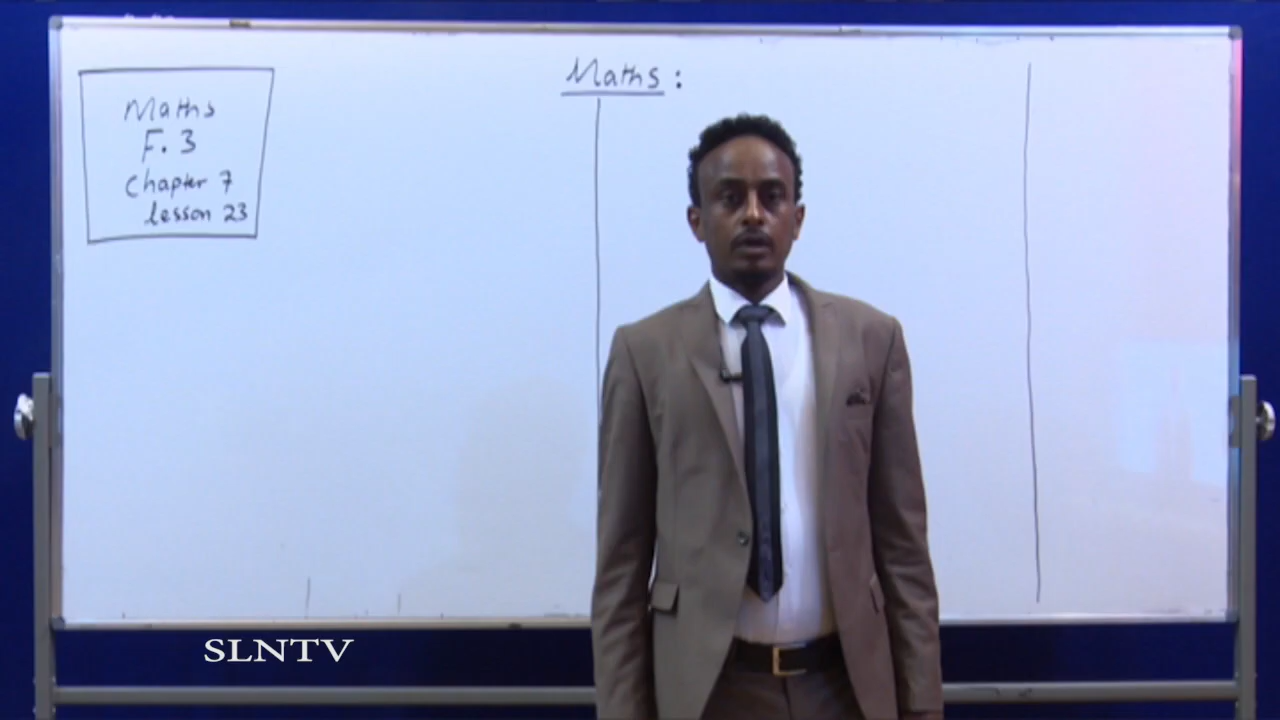 Maths
F. 3
Chapter 7
lesson 23
Maths :
SLNTV